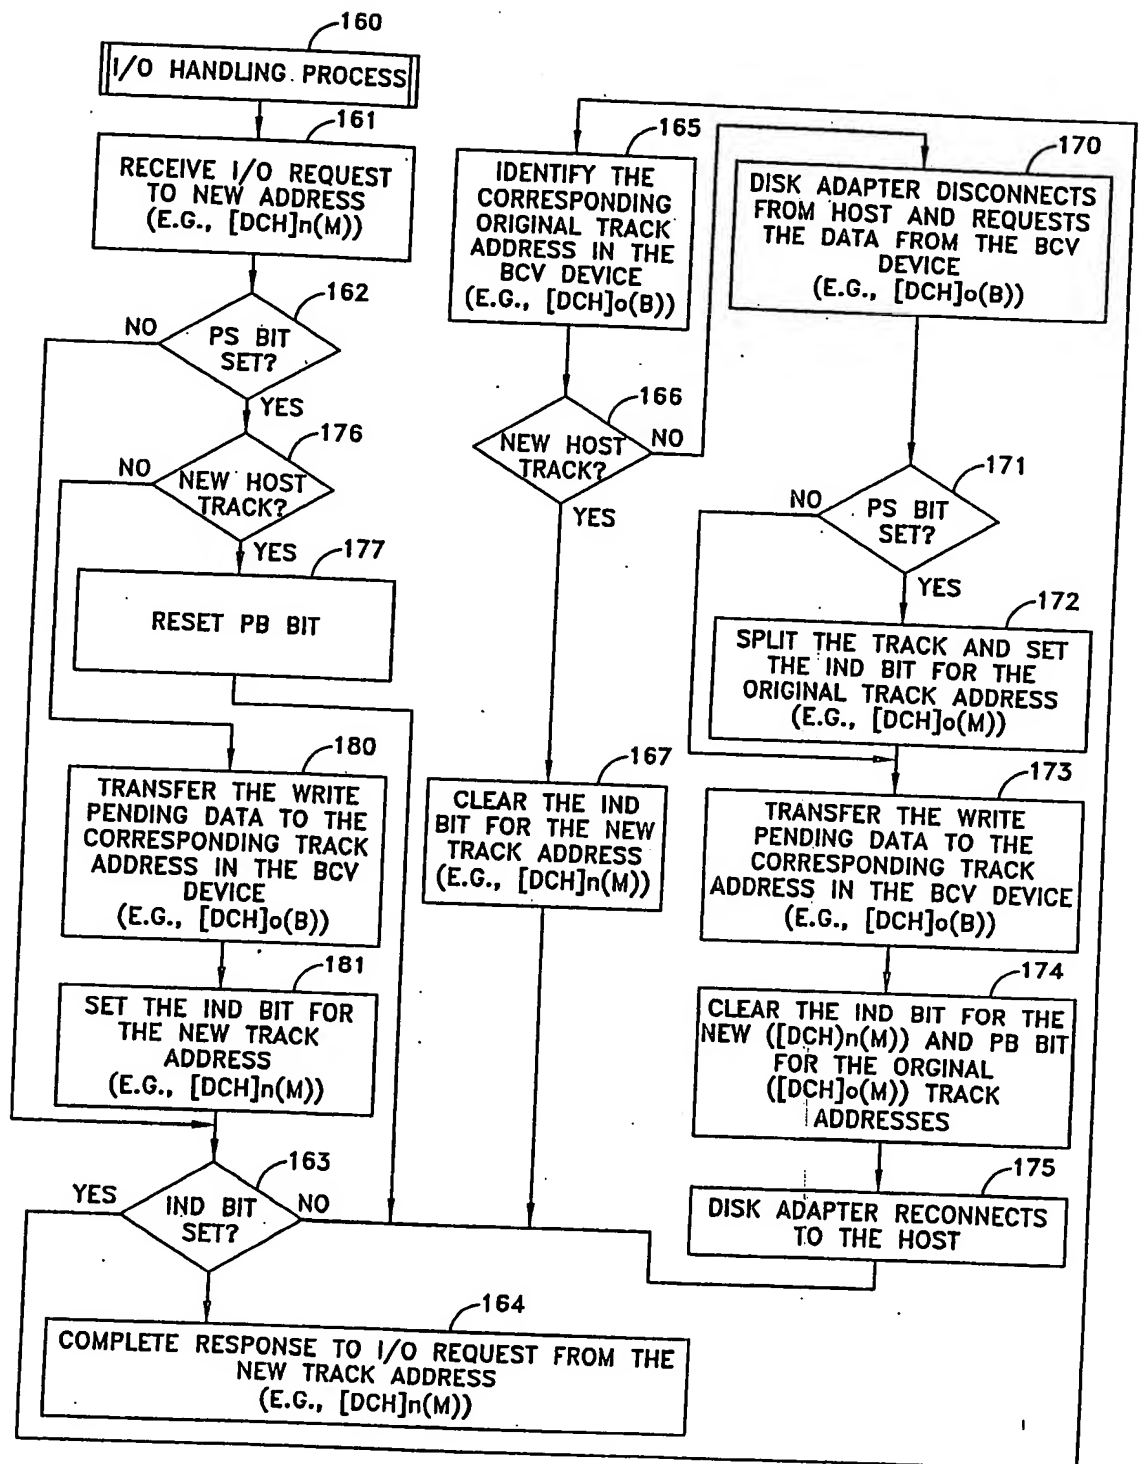 160
I/O HANDLING PROCESS
161
RECEIVE I/O REQUEST
TO NEW ADDRESS
(E.G., [DCH]n(M))
162
NO
PS BIT
SET?
YES
176
NO
NEW HOST
TRACK?
YES
177
RESET PB BIT
180
TRANSFER THE WRITE
PENDING DATA TO THE
CORRESPONDING TRACK
ADDRESS IN THE BCV
DEVICE
(E.G., [DCH]o(B))
181
SET THE IND BIT FOR
THE NEW TRACK
ADDRESS
(E.G., [DCH]n(M))
163
YES
IND BIT
SET?
NO
164
COMPLETE RESPONSE TO I/O REQUEST FROM THE
NEW TRACK ADDRESS
(E.G., [DCH]n(M))
165
IDENTIFY THE
CORRESPONDING
ORIGINAL TRACK
ADDRESS IN THE
BCV DEVICE
(E.G., [DCH]o(B))
166
NEW HOST
TRACK?
NO
YES
167
CLEAR THE IND
BIT FOR THE NEW
TRACK ADDRESS
(E.G., [DCH]n(M))
170
DISK ADAPTER DISCONNECTS
FROM HOST AND REQUESTS
THE DATA FROM THE BCV
DEVICE
(E.G., [DCH]o(B))
171
NO
PS BIT
SET?
YES
172
SPLIT THE TRACK AND SET
THE IND BIT FOR THE
ORIGINAL TRACK ADDRESS
(E.G., [DCH]o(M))
173
TRANSFER THE WRITE
PENDING DATA TO THE
CORRESPONDING TRACK
ADDRESS IN THE BCV DEVICE
(E.G., [DCH]o(B))
174
CLEAR THE IND BIT FOR THE
NEW ([DCH)n(M)) AND PB BIT
FOR THE ORGINAL
([DCH]o(M)) TRACK
ADDRESSES
175
DISK ADAPTER RECONNECTS
TO THE HOST